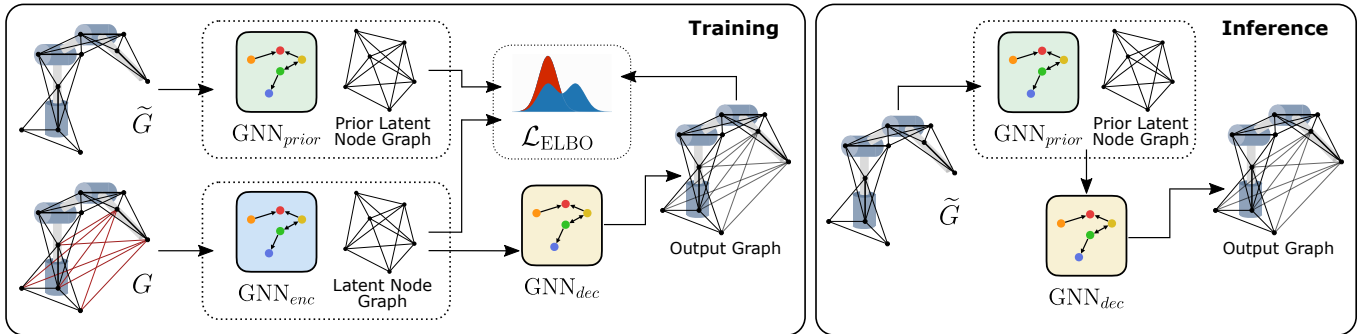 Training
G̃
GNN_prior
Prior Latent
Node Graph
ℒ_ELBO
G
GNN_enc
Latent Node
Graph
GNN_dec
Output Graph
Inference
G̃
GNN_prior
Prior Latent
Node Graph
GNN_dec
Output Graph